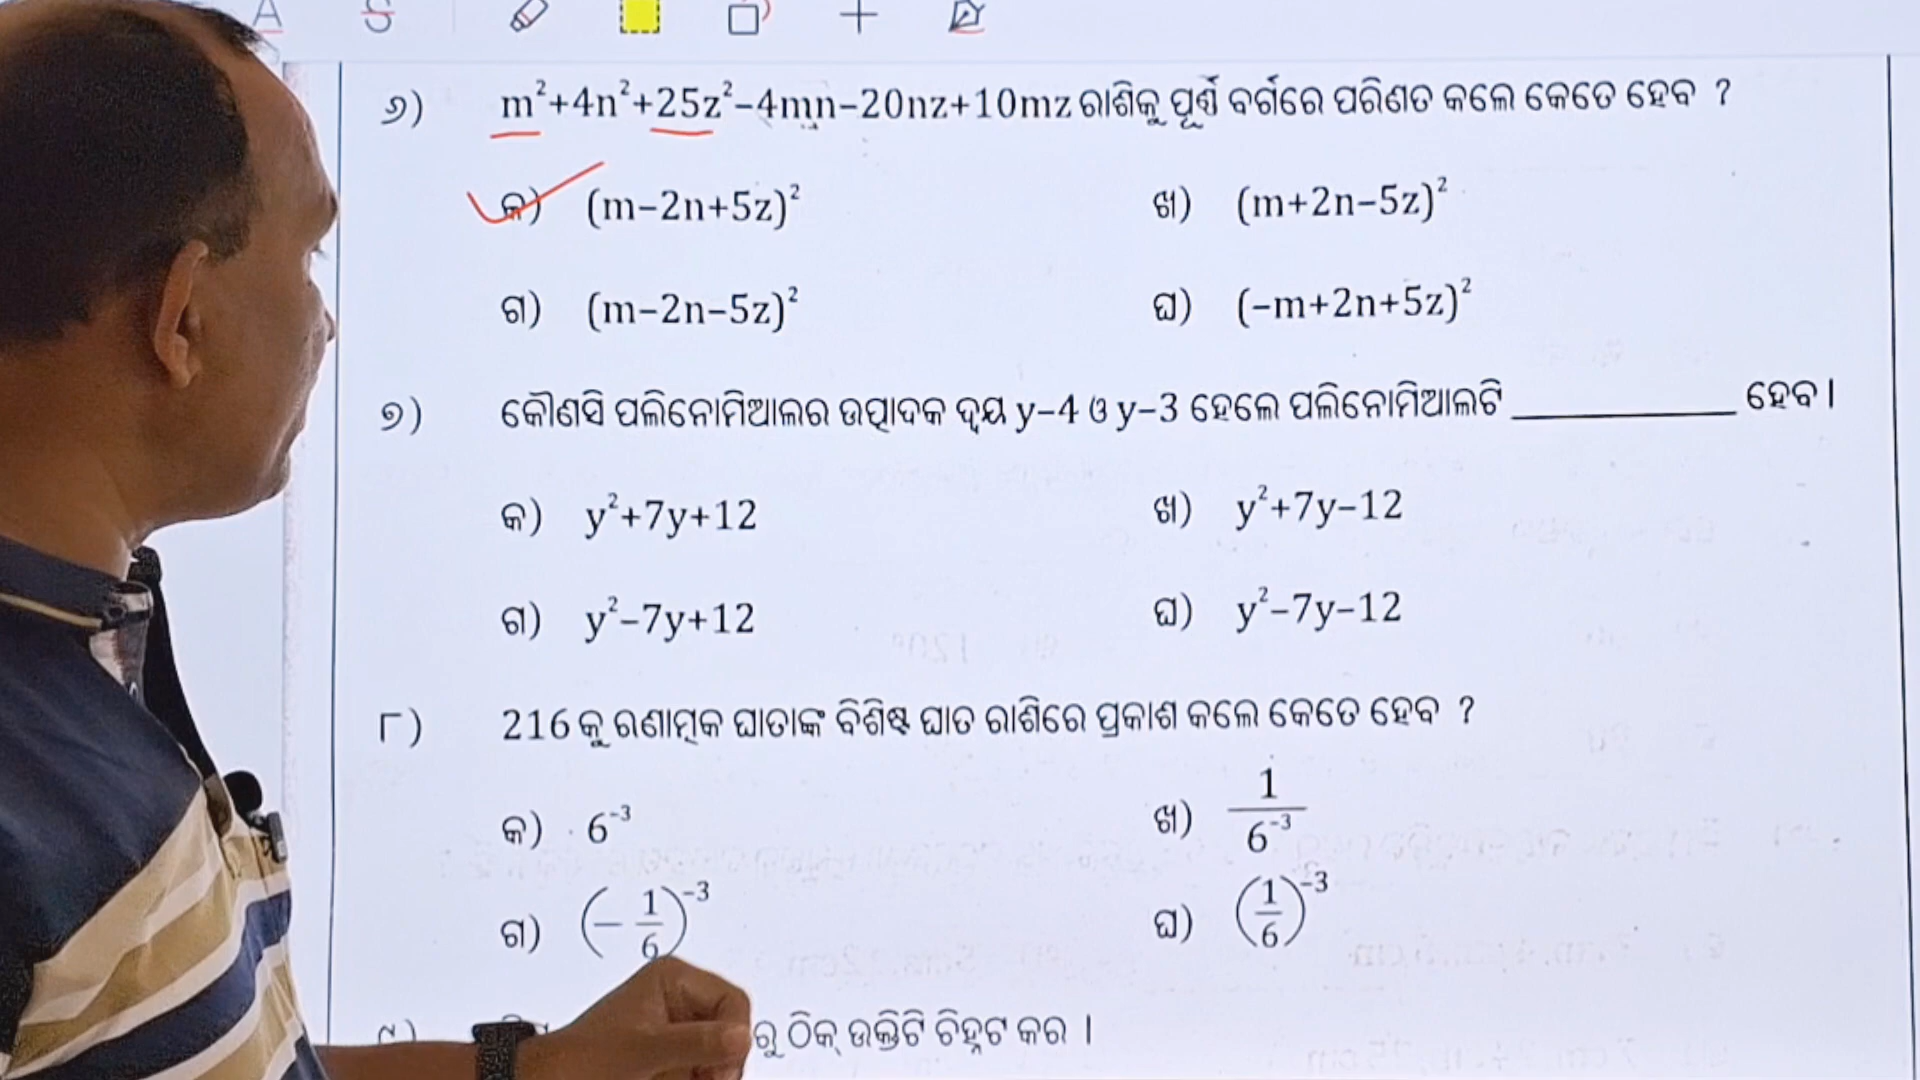 ୬) m²+4n²+25z²−4mn−20nz+10mz ରାଶିକୁ ପୂର୍ଣ୍ଣ ବର୍ଗରେ ପରିଣତ କଲେ କେତେ ହେବ ?
କ) (m−2n+5z)² ଖ) (m+2n−5z)²
ଗ) (m−2n−5z)² ଘ) (−m+2n+5z)²
୭) କୌଣସି ପଲିନୋମିଆଲର ଉତ୍ପାଦକ ଦ୍ୱୟ y−4 ଓ y−3 ହେଲେ ପଲିନୋମିଆଲଟି ________ ହେବ।
କ) y²+7y+12 ଖ) y²+7y−12
ଗ) y²−7y+12 ଘ) y²−7y−12
୮) 216 କୁ ଋଣାତ୍ମକ ଘାତାଙ୍କ ବିଶିଷ୍ଟ ଘାତ ରାଶିରେ ପ୍ରକାଶ କଲେ କେତେ ହେବ ?
କ) 6⁻³ ଖ) 1/6⁻³
ଗ) (−1/6)⁻³ ଘ) (1/6)⁻³
୯) ଠିକ୍ ଉକ୍ତିଟି ଚିହ୍ନଟ କର ।